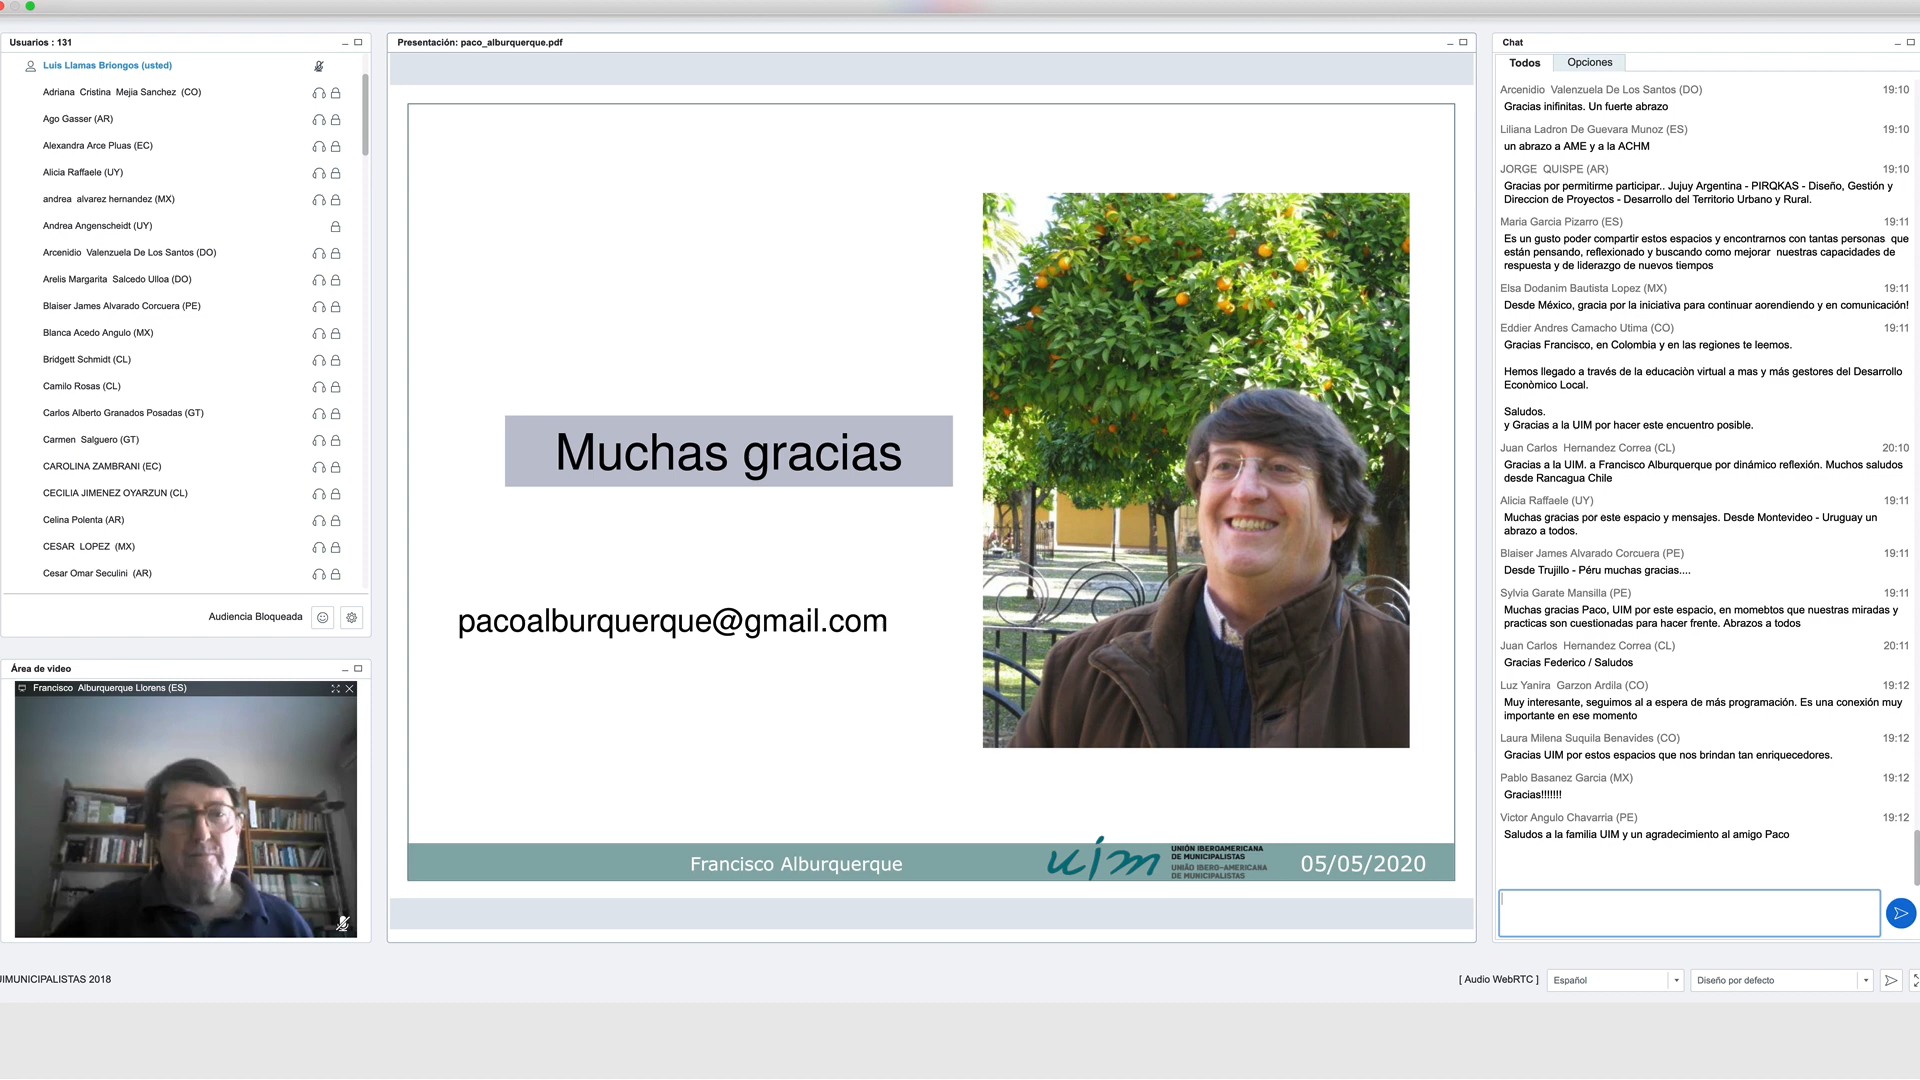 Usuarios : 131
Luis Llamas Briongos (usted)
Adriana Cristina Mejia Sanchez (CO)
Ago Gasser (AR)
Alexandra Arce Pluas (EC)
Alicia Raffaele (UY)
andrea alvarez hernandez (MX)
Andrea Angenscheidt (UY)
Arcenidio Valenzuela De Los Santos (DO)
Arelis Margarita Salcedo Ulloa (DO)
Blaiser James Alvarado Corcuera (PE)
Blanca Acedo Angulo (MX)
Bridgett Schmidt (CL)
Camilo Rosas (CL)
Carlos Alberto Granados Posadas (GT)
Carmen Salguero (GT)
CAROLINA ZAMBRANI (EC)
CECILIA JIMENEZ OYARZUN (CL)
Celina Polenta (AR)
CESAR LOPEZ (MX)
Cesar Omar Seculini (AR)
Audiencia Bloqueada
Área de video
Francisco Alburquerque Llorens (ES)
Presentación: paco_alburquerque.pdf
Muchas gracias
pacoalburquerque@gmail.com
Francisco Alburquerque
uim
UNIÓN IBEROAMERICANA
DE MUNICIPALISTAS
UNIÃO IBERO-AMERICANA
DE MUNICIPALISTAS
05/05/2020
Chat
Todos
Opciones
Arcenidio Valenzuela De Los Santos (DO) 19:10
Gracias inifinitas. Un fuerte abrazo
Liliana Ladron De Guevara Munoz (ES) 19:10
un abrazo a AME y a la ACHM
JORGE QUISPE (AR) 19:10
Gracias por permitirme participar.. Jujuy Argentina - PIRQKAS - Diseño, Gestión y
Direccion de Proyectos - Desarrollo del Territorio Urbano y Rural.
Maria Garcia Pizarro (ES) 19:11
Es un gusto poder compartir estos espacios y encontrarnos con tantas personas que
están pensando, reflexionado y buscando como mejorar nuestras capacidades de
respuesta y de liderazgo de nuevos tiempos
Elsa Dodanim Bautista Lopez (MX) 19:11
Desde México, gracia por la iniciativa para continuar aorendiendo y en comunicación!
Eddier Andres Camacho Utima (CO) 19:11
Gracias Francisco, en Colombia y en las regiones te leemos.
Hemos llegado a través de la educaciòn virtual a mas y más gestores del Desarrollo
Econòmico Local.
Saludos.
y Gracias a la UIM por hacer este encuentro posible.
Juan Carlos Hernandez Correa (CL) 20:10
Gracias a la UIM. a Francisco Alburquerque por dinámico reflexión. Muchos saludos
desde Rancagua Chile
Alicia Raffaele (UY) 19:11
Muchas gracias por este espacio y mensajes. Desde Montevideo - Uruguay un
abrazo a todos.
Blaiser James Alvarado Corcuera (PE) 19:11
Desde Trujillo - Péru muchas gracias....
Sylvia Garate Mansilla (PE) 19:11
Muchas gracias Paco, UIM por este espacio, en momebtos que nuestras miradas y
practicas son cuestionadas para hacer frente. Abrazos a todos
Juan Carlos Hernandez Correa (CL) 20:11
Gracias Federico / Saludos
Luz Yanira Garzon Ardila (CO) 19:12
Muy interesante, seguimos al a espera de más programación. Es una conexión muy
importante en ese momento
Laura Milena Suquila Benavides (CO) 19:12
Gracias UIM por estos espacios que nos brindan tan enriquecedores.
Pablo Basanez Garcia (MX) 19:12
Gracias!!!!!!!
Victor Angulo Chavarria (PE) 19:12
Saludos a la familia UIM y un agradecimiento al amigo Paco
UIMUNICIPALISTAS 2018
[ Audio WebRTC ]
Español
Diseño por defecto